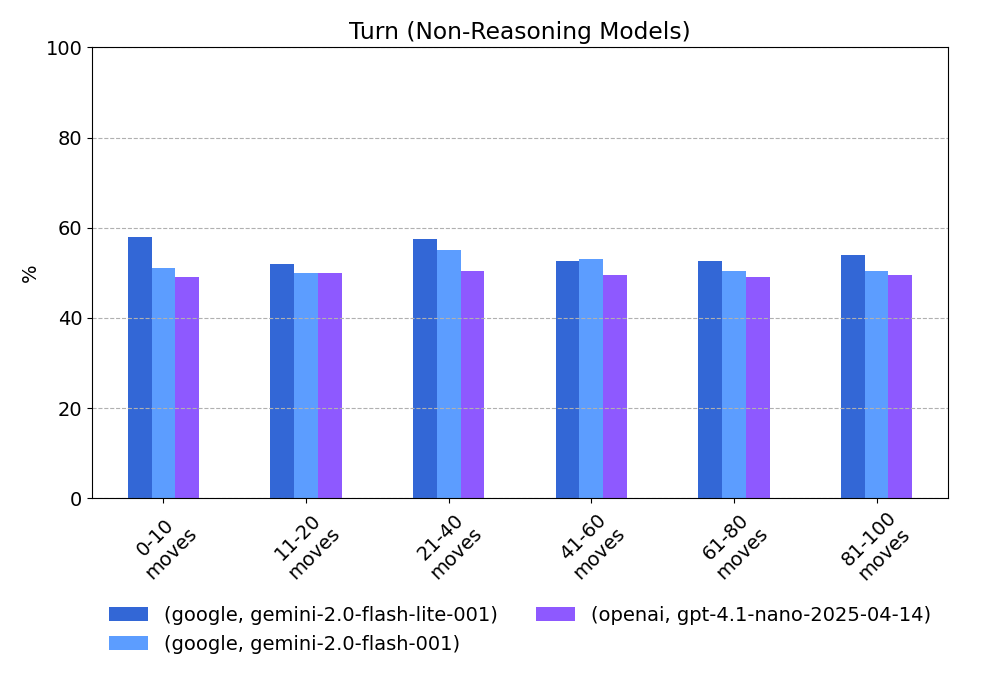 Turn (Non-Reasoning Models)
100
80
60
40
20
0
%
0-10
moves
11-20
moves
21-40
moves
41-60
moves
61-80
moves
81-100
moves
(google, gemini-2.0-flash-lite-001)
(google, gemini-2.0-flash-001)
(openai, gpt-4.1-nano-2025-04-14)